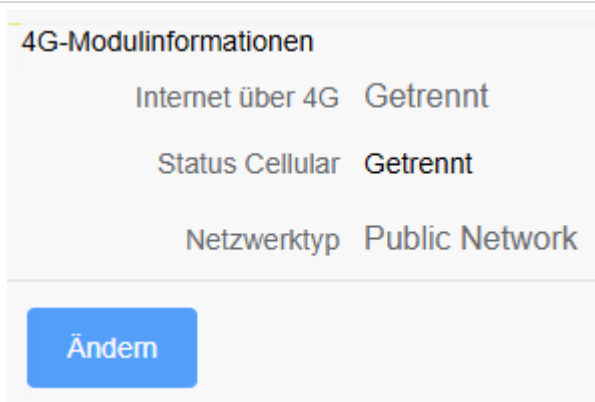 4G-Modulinformationen
Internet über 4G Getrennt
Status Cellular Getrennt
Netzwerktyp Public Network
Ändern